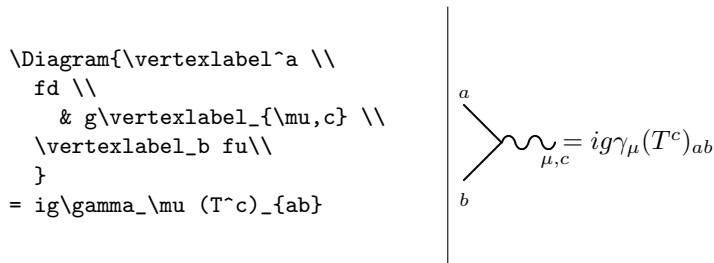 \Diagram{\vertexlabel^a \\
fd \\
& g\vertexlabel_{\mu,c} \\
\vertexlabel_b fu\\
}
= ig\gamma_\mu (T^c)_{ab}
a
μ,c = igγ_μ(T^c)_{ab}
b